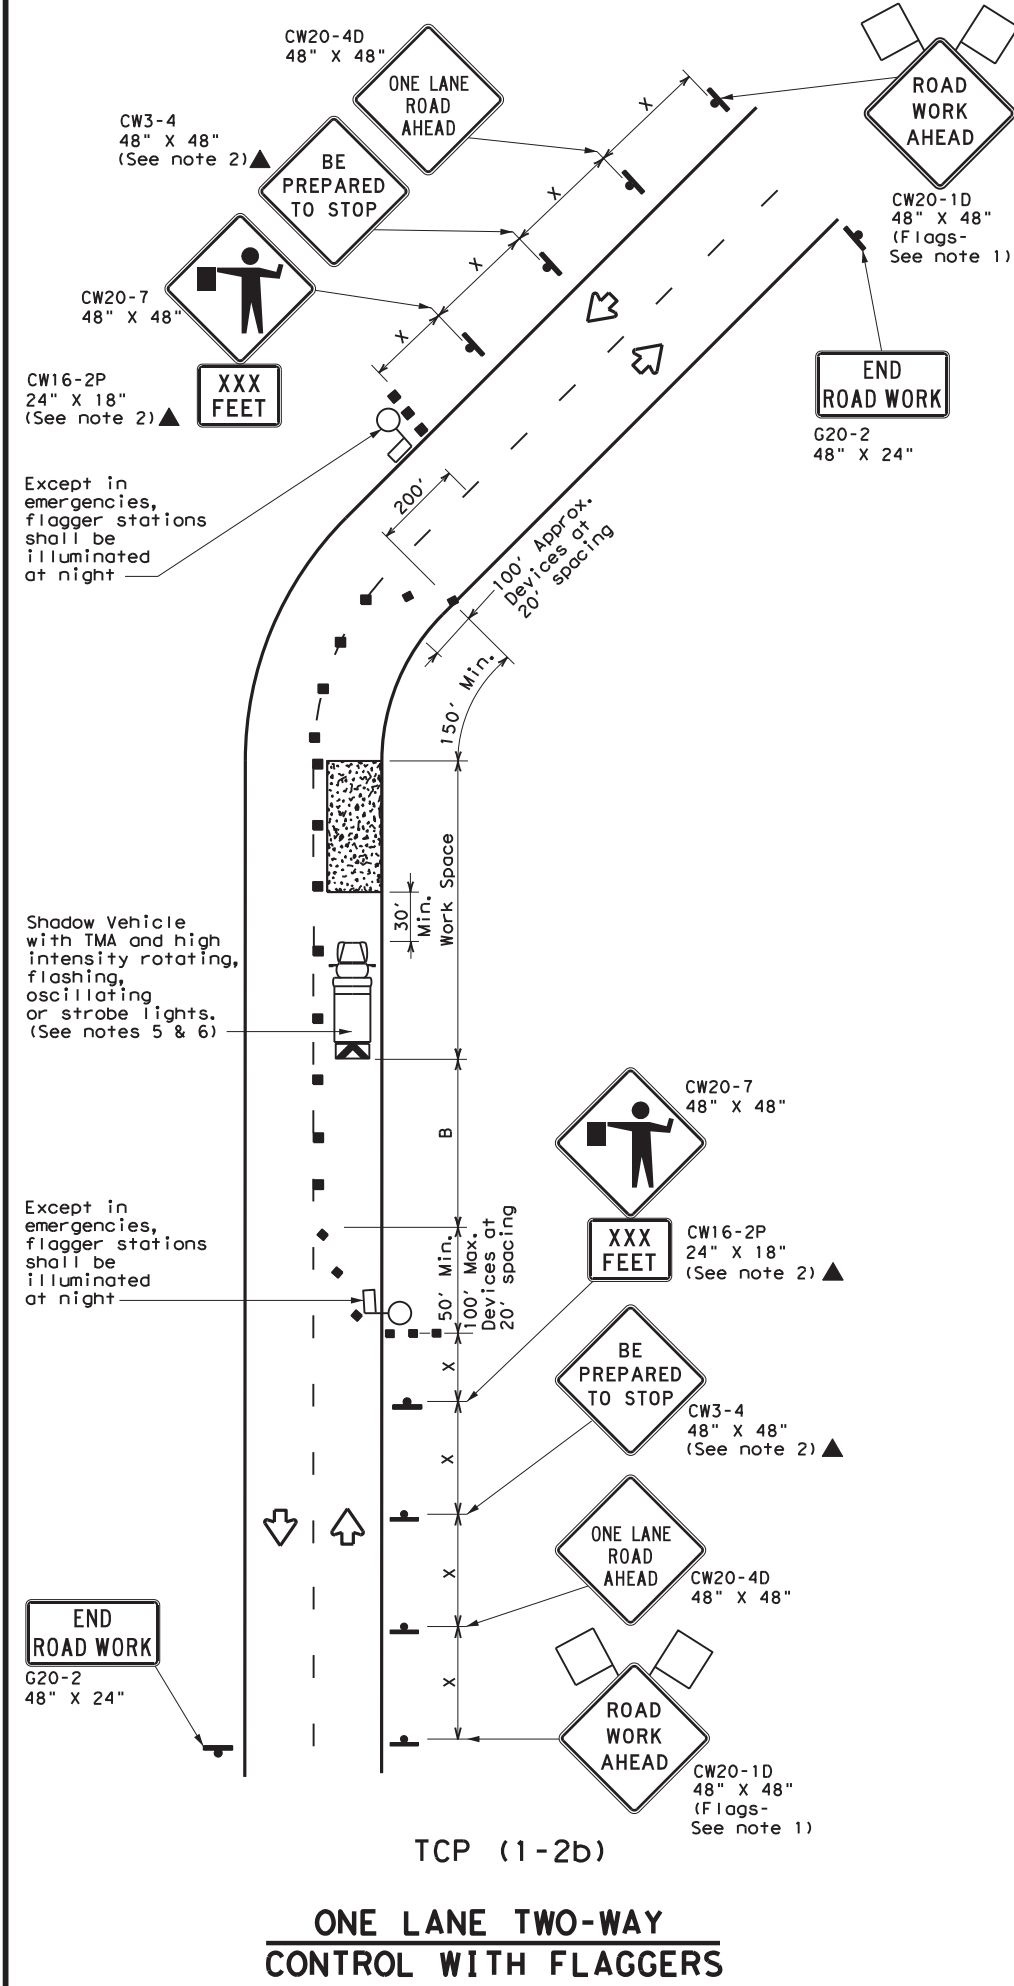 CW20-4D
48" X 48"
ONE LANE
ROAD
AHEAD
ROAD
WORK
AHEAD
CW20-1D
48" X 48"
(Flags-
See note 1)
CW3-4
48" X 48"
(See note 2)
BE
PREPARED
TO STOP
X
X
X
X
CW20-7
48" X 48"
CW16-2P
24" X 18"
(See note 2)
XXX
FEET
END
ROAD WORK
G20-2
48" X 24"
Except in
emergencies,
flagger stations
shall be
illuminated
at night
200'
100' Approx.
Devices at
20' spacing
150' Min.
Work Space
30'
Min.
Shadow Vehicle
with TMA and high
intensity rotating,
flashing,
oscillating
or strobe lights.
(See notes 5 & 6)
B
CW20-7
48" X 48"
XXX
FEET
CW16-2P
24" X 18"
(See note 2)
Except in
emergencies,
flagger stations
shall be
illuminated
at night
50' Min.
100' Max.
Devices at
20' spacing
X
X
X
X
BE
PREPARED
TO STOP
CW3-4
48" X 48"
(See note 2)
ONE LANE
ROAD
AHEAD
CW20-4D
48" X 48"
END
ROAD WORK
G20-2
48" X 24"
ROAD
WORK
AHEAD
CW20-1D
48" X 48"
(Flags-
See note 1)
TCP (1-2b)
ONE LANE TWO-WAY
CONTROL WITH FLAGGERS